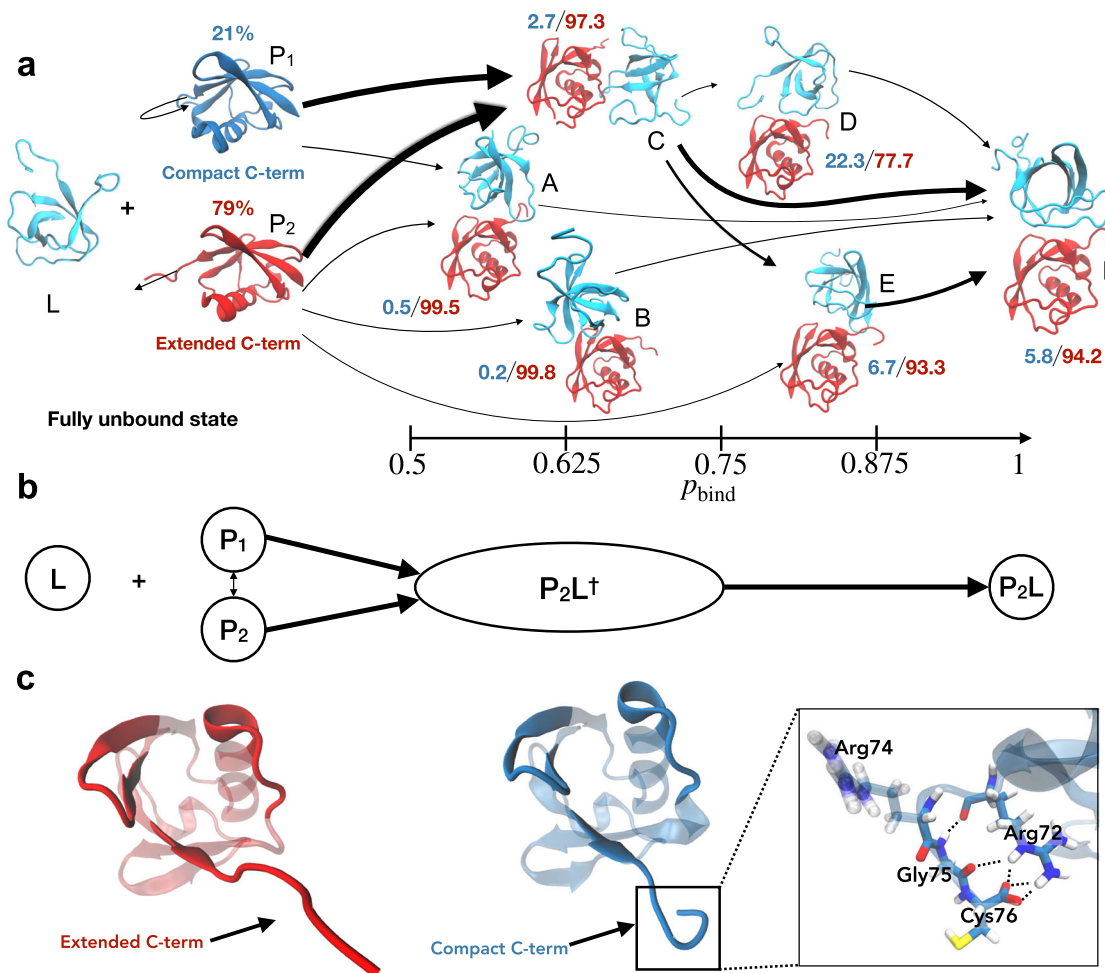 a
21%
P₁
Compact C-term
+
79%
P₂
L
Extended C-term
Fully unbound state
2.7/97.3
C
D
22.3/77.7
A
0.5/99.5
B
0.2/99.8
E
6.7/93.3
5.8/94.2
0.5
0.625
0.75
0.875
1
p_bind
b
L
+
P₁
P₂
P₂L†
P₂L
c
Extended C-term
Compact C-term
Arg74
Arg72
Gly75
Cys76